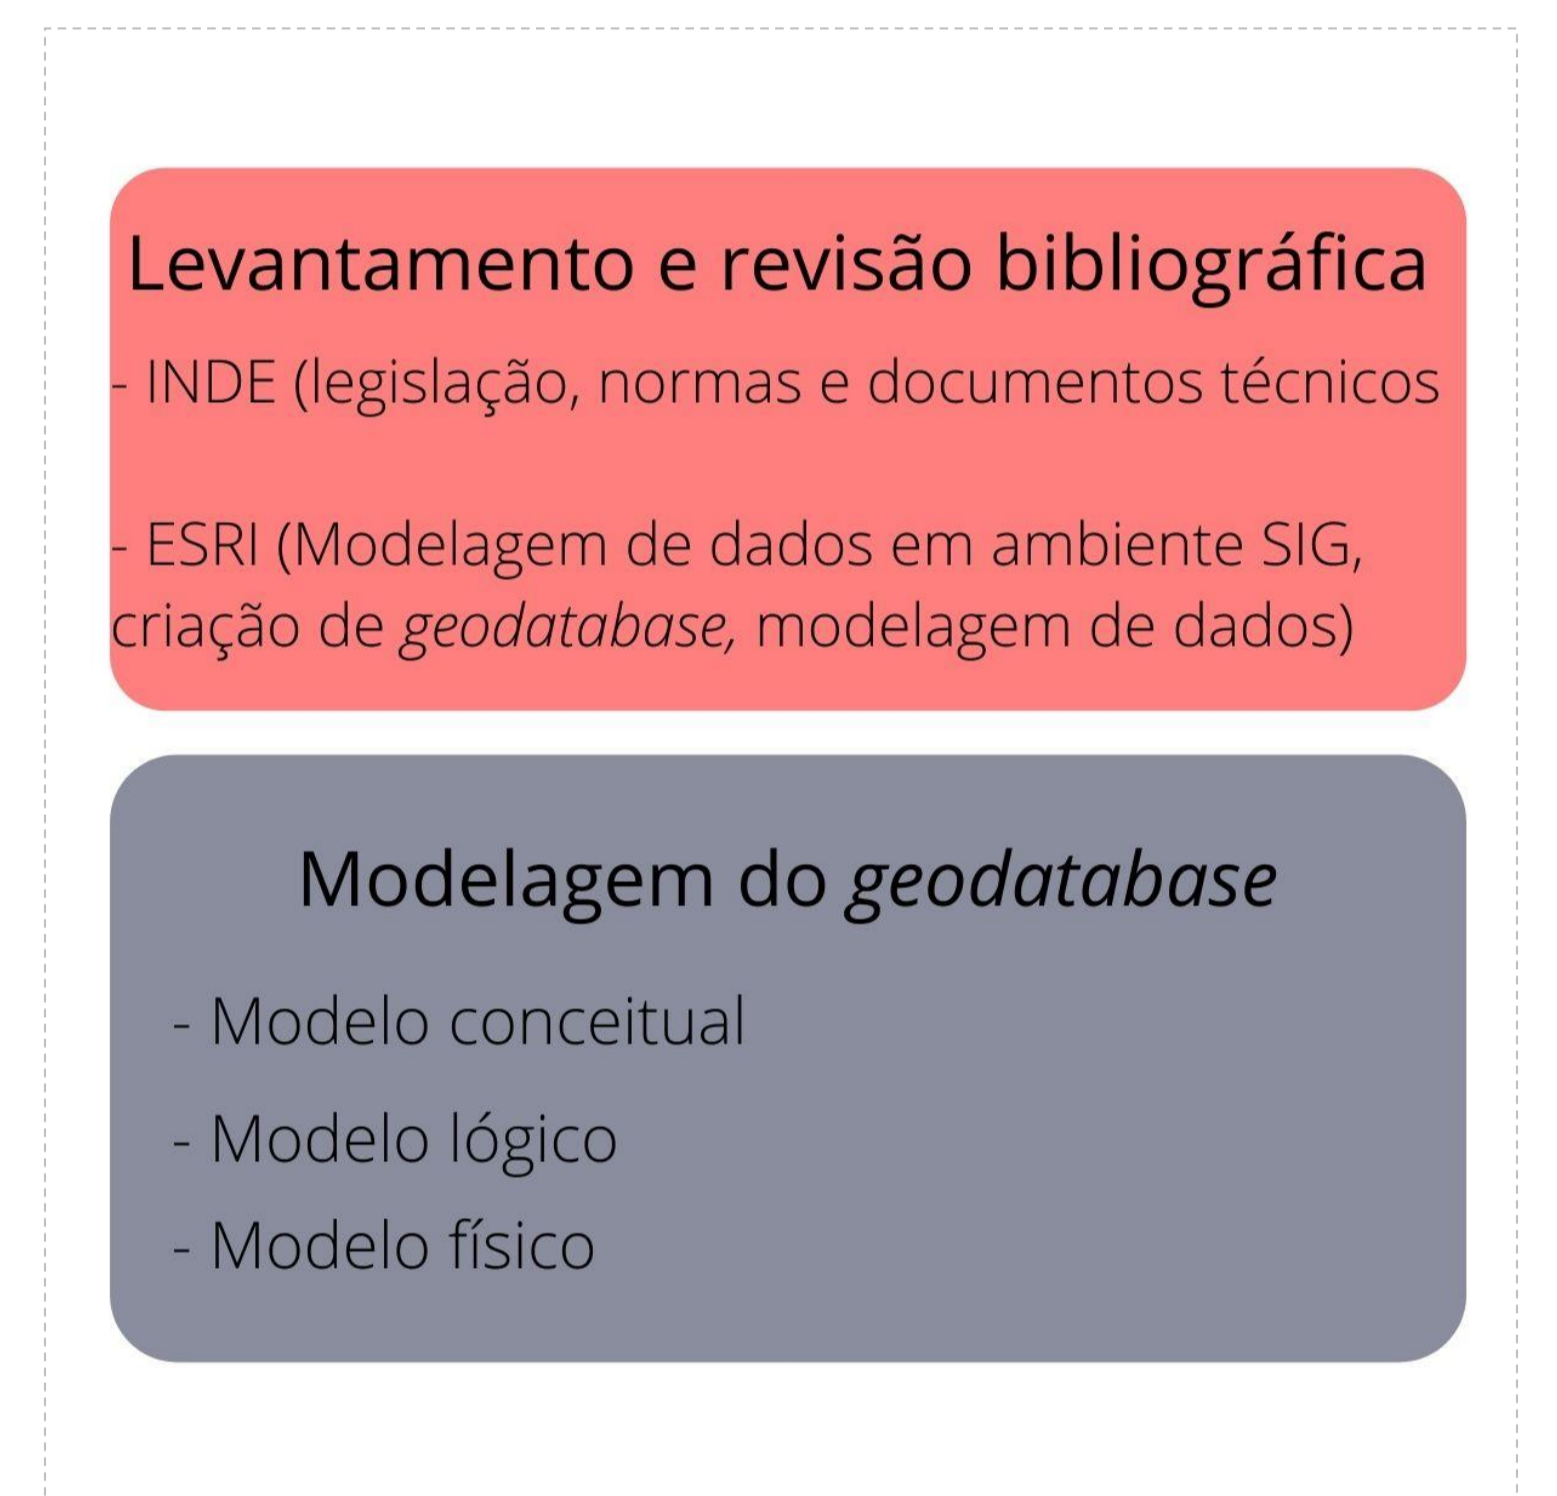 Levantamento e revisão bibliográfica
- INDE (legislação, normas e documentos técnicos
- ESRI (Modelagem de dados em ambiente SIG,
criação de geodatabase, modelagem de dados)
Modelagem do geodatabase
- Modelo conceitual
- Modelo lógico
- Modelo físico